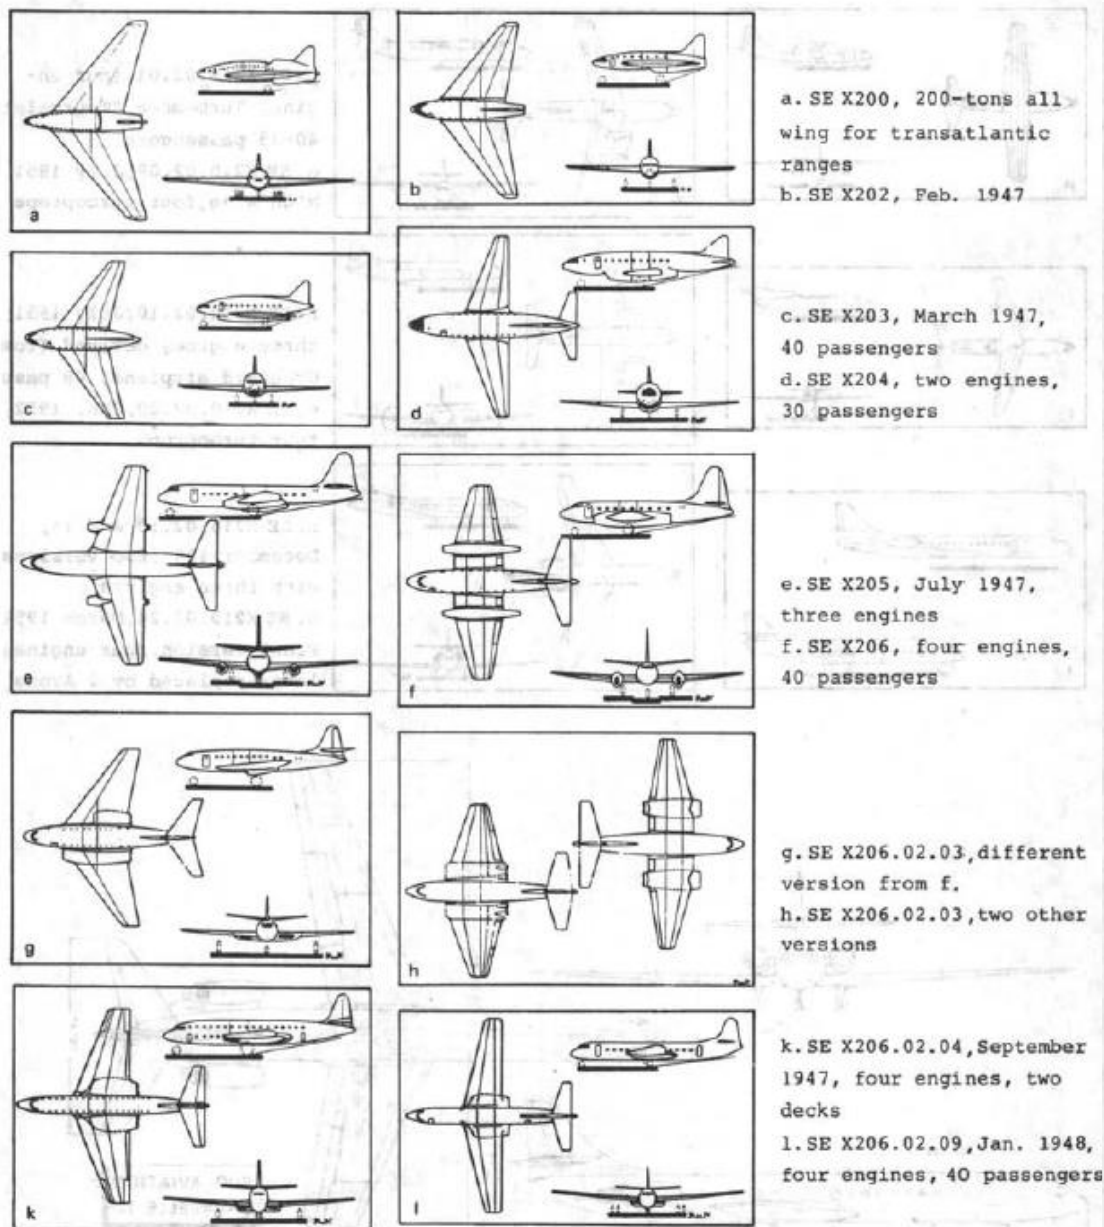 a. SE X200, 200-tons all
wing for transatlantic
ranges
b. SE X202, Feb. 1947
a
b
c. SE X203, March 1947,
40 passengers
d. SE X204, two engines,
30 passengers
d
e. SE X205, July 1947,
three engines
f. SE X206, four engines,
40 passengers
f
g. SE X206.02.03,different
version from f.
h. SE X206.02.03,two other
versions
g
h
k. SE X206.02.04,September
1947, four engines, two
decks
l. SE X206.02.09,Jan. 1948,
four engines, 40 passengers
k
l